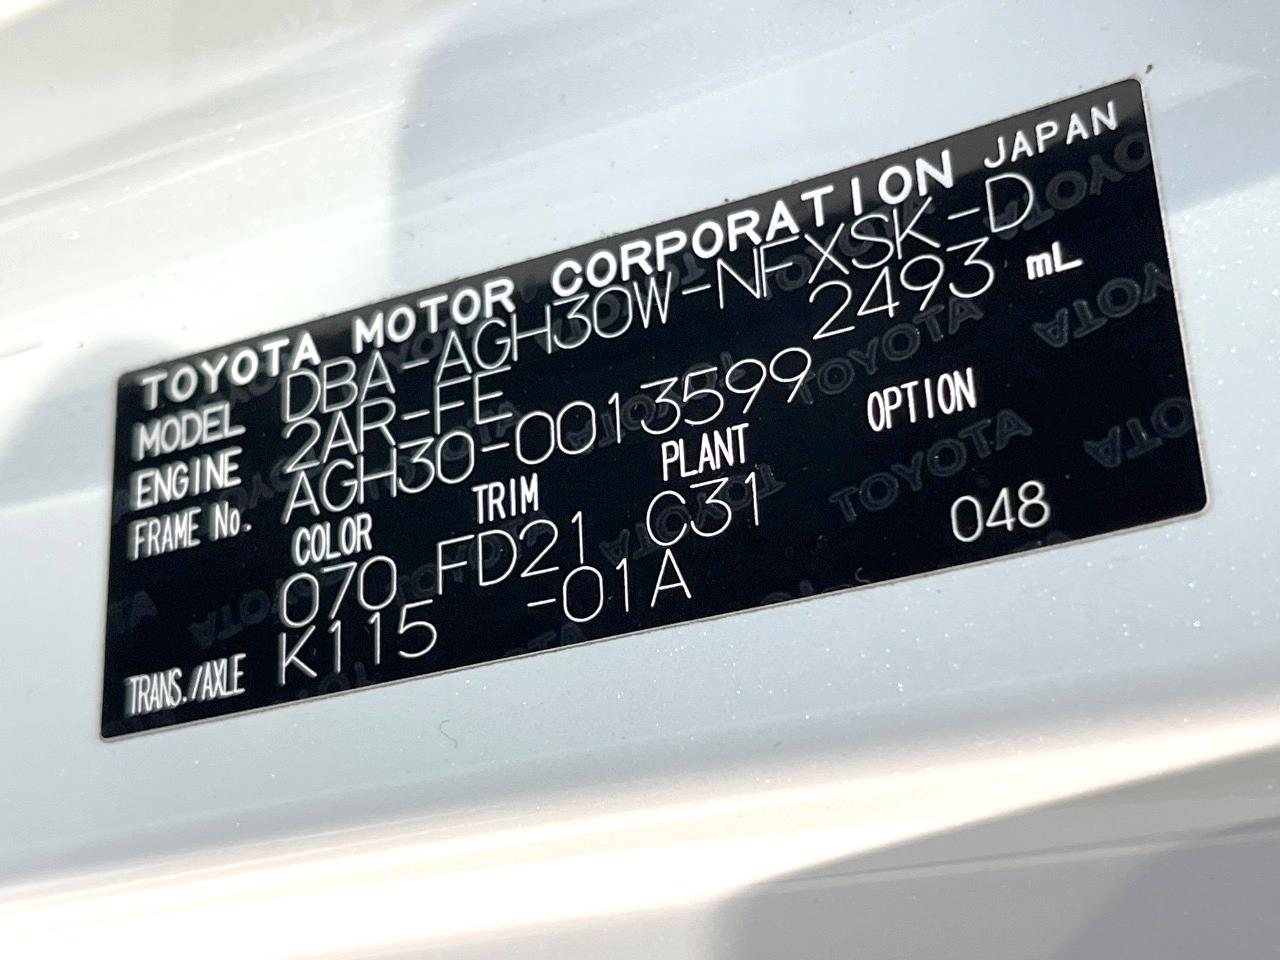 TOYOTA MOTOR CORPORATION JAPAN
MODEL DBA-AGH30W-NFXSK-D
ENGINE 2AR-FE 2493 mL
FRAME No. AGH30-0013599
COLOR TRIM PLANT OPTION
070 FD21 C31 048
TRANS./AXLE K115 -01A